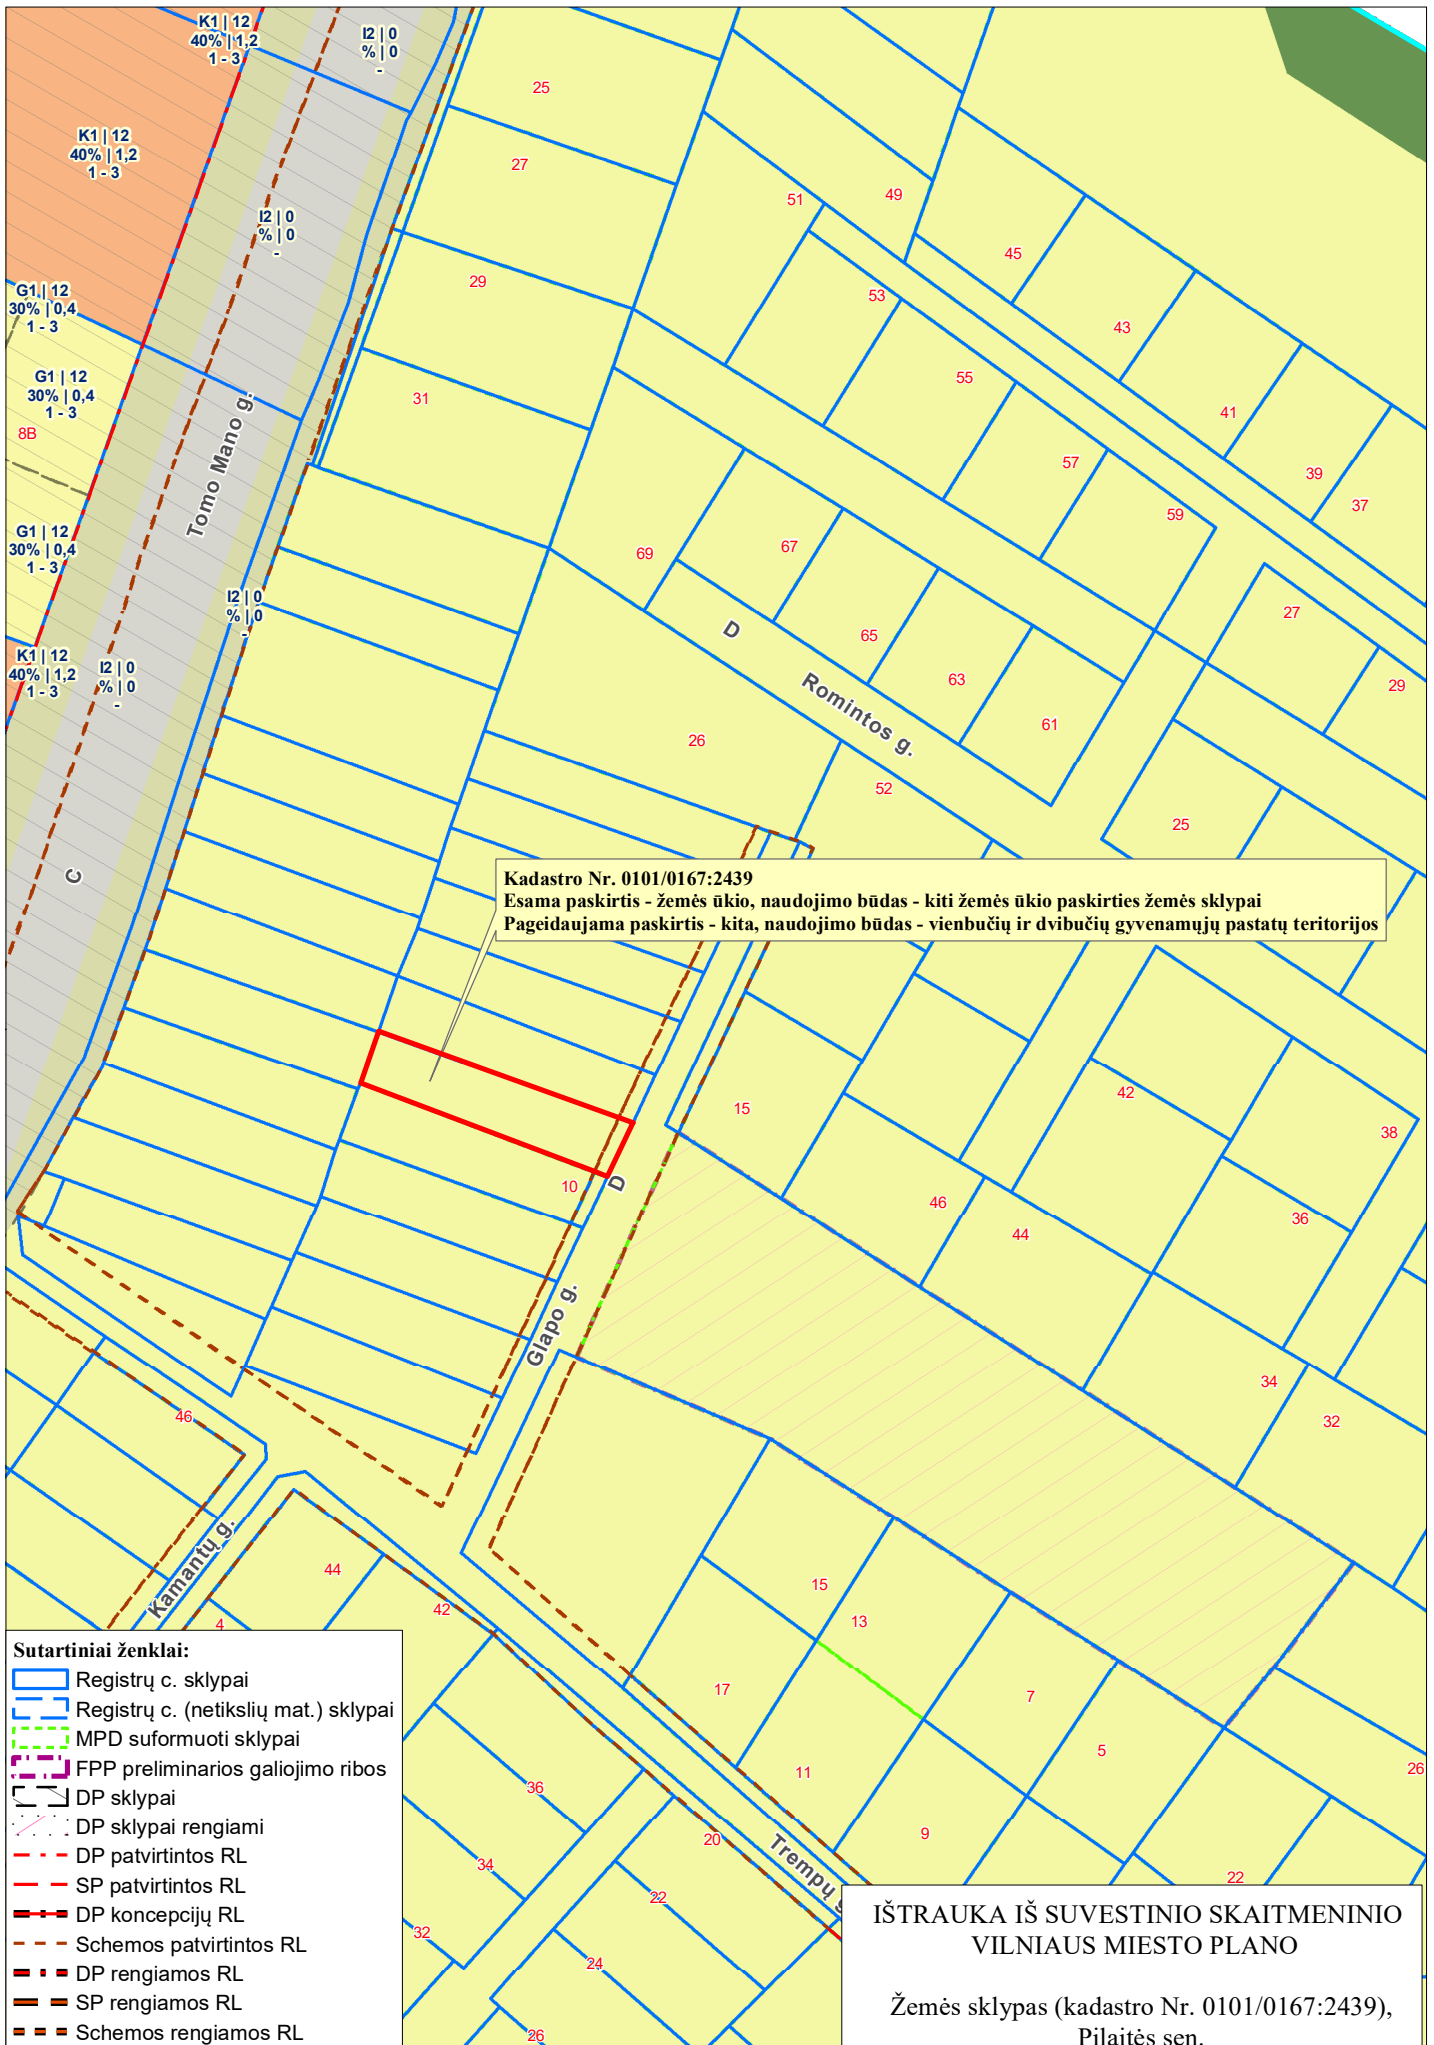 K1 | 12
40% | 1,2
1 - 3
I2 | 0
% | 0
-
25
K1 | 12
40% | 1,2
1 - 3
27
51
49
I2 | 0
% | 0
-
45
29
53
G1 | 12
30% | 0,4
1 - 3
43
55
G1 | 12
30% | 0,4
1 - 3
31
41
8B
Tomo Mano g.
57
39
37
59
G1 | 12
30% | 0,4
1 - 3
69
67
I2 | 0
% | 0
-
27
D
65
K1 | 12
40% | 1,2
1 - 3
I2 | 0
% | 0
-
63
29
Romintos g.
61
26
52
25
C
Kadastro Nr. 0101/0167:2439
Esama paskirtis - žemės ūkio, naudojimo būdas - kiti žemės ūkio paskirties žemės sklypai
Pageidaujama paskirtis - kita, naudojimo būdas - vienbučių ir dvibučių gyvenamųjų pastatų teritorijos
42
15
38
10
D
46
36
44
Glapo g.
34
46
32
Kamantų g.
44
15
42
13
4
17
7
5
11
26
36
9
20
34
22
22
Trempų g
32
24
26
Sutartiniai ženklai:
Registrų c. sklypai
Registrų c. (netikslių mat.) sklypai
MPD suformuoti sklypai
FPP preliminarios galiojimo ribos
DP sklypai
DP sklypai rengiami
DP patvirtintos RL
SP patvirtintos RL
DP koncepcijų RL
Schemos patvirtintos RL
DP rengiamos RL
SP rengiamos RL
Schemos rengiamos RL
IŠTRAUKA IŠ SUVESTINIO SKAITMENINIO
VILNIAUS MIESTO PLANO
Žemės sklypas (kadastro Nr. 0101/0167:2439),
Pilaitės sen.